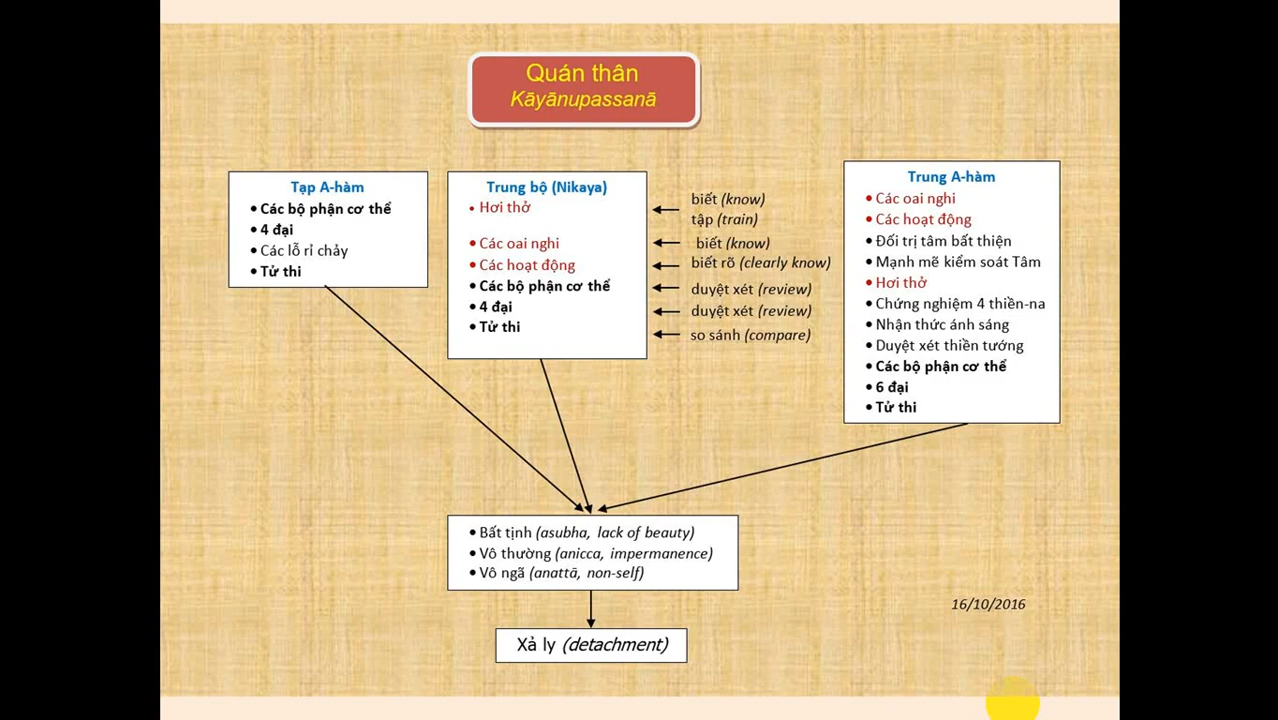 Quán thân
Kāyānupassanā
Tạp A-hàm
• Các bộ phận cơ thể
• 4 đại
• Các lỗ rỉ chảy
• Tử thi
Trung bộ (Nikaya)
• Hơi thở
• Các oai nghi
• Các hoạt động
• Các bộ phận cơ thể
• 4 đại
• Tử thi
biết (know)
tập (train)
biết (know)
biết rõ (clearly know)
duyệt xét (review)
duyệt xét (review)
so sánh (compare)
Trung A-hàm
• Các oai nghi
• Các hoạt động
• Đối trị tâm bất thiện
• Mạnh mẽ kiểm soát Tâm
• Hơi thở
• Chứng nghiệm 4 thiền-na
• Nhận thức ánh sáng
• Duyệt xét thiền tướng
• Các bộ phận cơ thể
• 6 đại
• Tử thi
• Bất tịnh (asubha, lack of beauty)
• Vô thường (anicca, impermanence)
• Vô ngã (anattā, non-self)
16/10/2016
Xả ly (detachment)